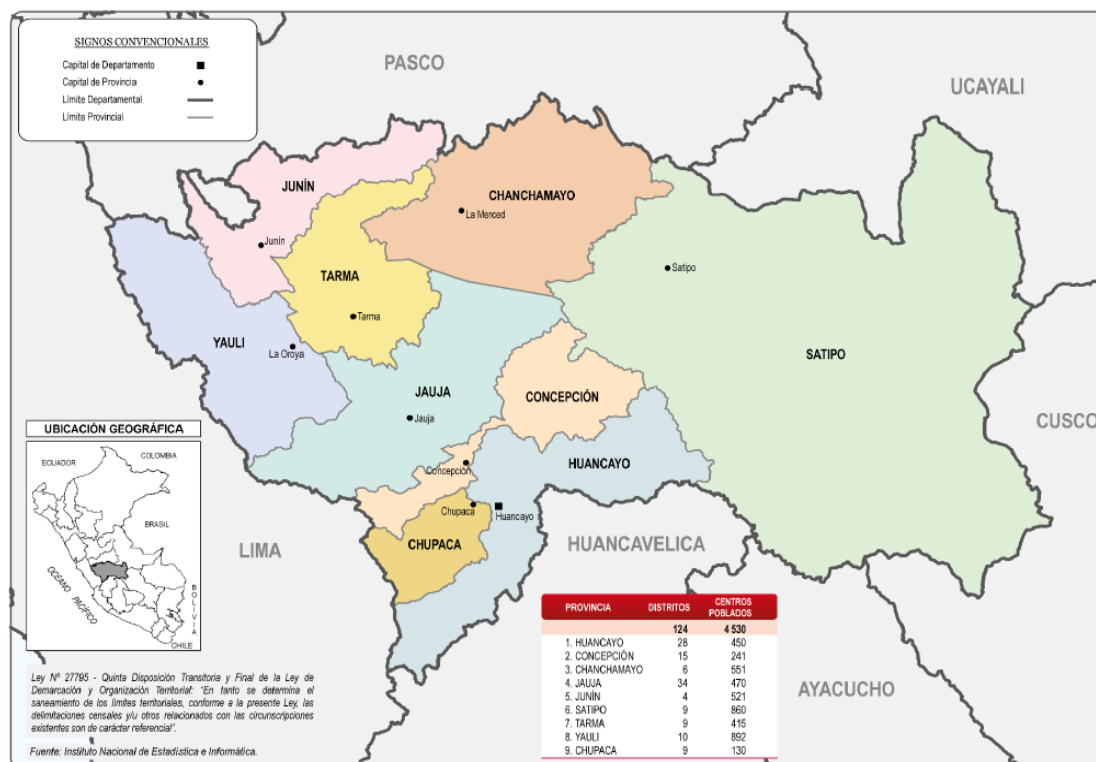 SIGNOS CONVENCIONALES
Capital de Departamento
Capital de Provincia
Límite Departamental
Límite Provincial
PASCO
UCAYALI
JUNÍN
CHANCHAMAYO
La Merced
Junín
TARMA
Satipo
Tarma
YAULI
La Oroya
SATIPO
JAUJA
CONCEPCIÓN
Jauja
CUSCO
UBICACIÓN GEOGRÁFICA
HUANCAYO
Concepción
ECUADOR
COLOMBIA
Chupaca
Huancayo
BRASIL
CHUPACA
LIMA
HUANCAVELICA
OCÉANO PACÍFICO
BOLIVIA
CHILE
PROVINCIA DISTRITOS CENTROS POBLADOS
124 4 530
1. HUANCAYO 28 450
2. CONCEPCIÓN 15 241
3. CHANCHAMAYO 6 551
4. JAUJA 34 470
5. JUNÍN 4 521
6. SATIPO 9 860
7. TARMA 9 415
8. YAULI 10 892
9. CHUPACA 9 130
AYACUCHO
Ley Nº 27795 - Quinta Disposición Transitoria y Final de la Ley de
Demarcación y Organización Territorial: "En tanto se determina el
saneamiento de los límites territoriales, conforme a la presente Ley, las
delimitaciones censales y/u otros relacionados con las circunscripciones
existentes son de carácter referencial".
Fuente: Instituto Nacional de Estadística e Informática.